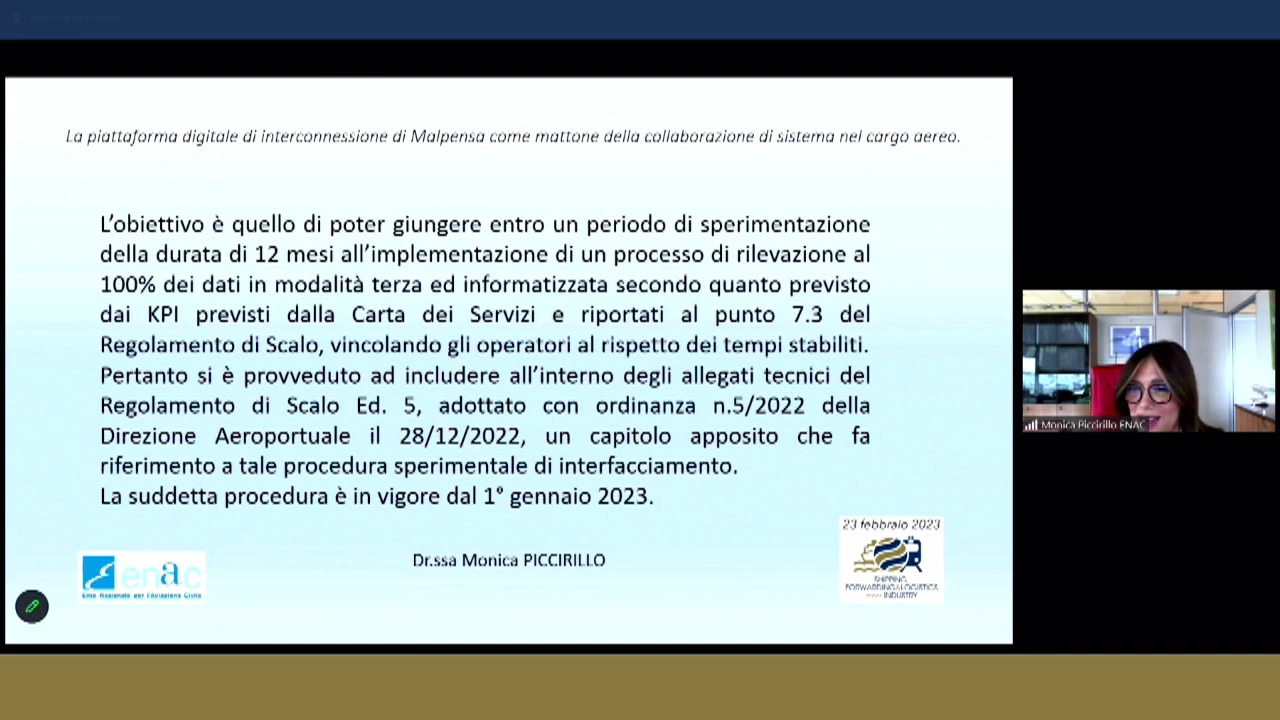 La piattaforma digitale di interconnessione di Malpensa come mattone della collaborazione di sistema nel cargo aereo.
L'obiettivo è quello di poter giungere entro un periodo di sperimentazione
della durata di 12 mesi all'implementazione di un processo di rilevazione al
100% dei dati in modalità terza ed informatizzata secondo quanto previsto
dai KPI previsti dalla Carta dei Servizi e riportati al punto 7.3 del
Regolamento di Scalo, vincolando gli operatori al rispetto dei tempi stabiliti.
Pertanto si è provveduto ad includere all'interno degli allegati tecnici del
Regolamento di Scalo Ed. 5, adottato con ordinanza n.5/2022 della
Direzione Aeroportuale il 28/12/2022, un capitolo apposito che fa
riferimento a tale procedura sperimentale di interfacciamento.
La suddetta procedura è in vigore dal 1° gennaio 2023.
Monica Piccirillo ENAC
Dr.ssa Monica PICCIRILLO
enac
Ente Nazionale per l'Aviazione Civile
23 febbraio 2023
SHIPPING,
FORWARDING&LOGISTICS
meet INDUSTRY